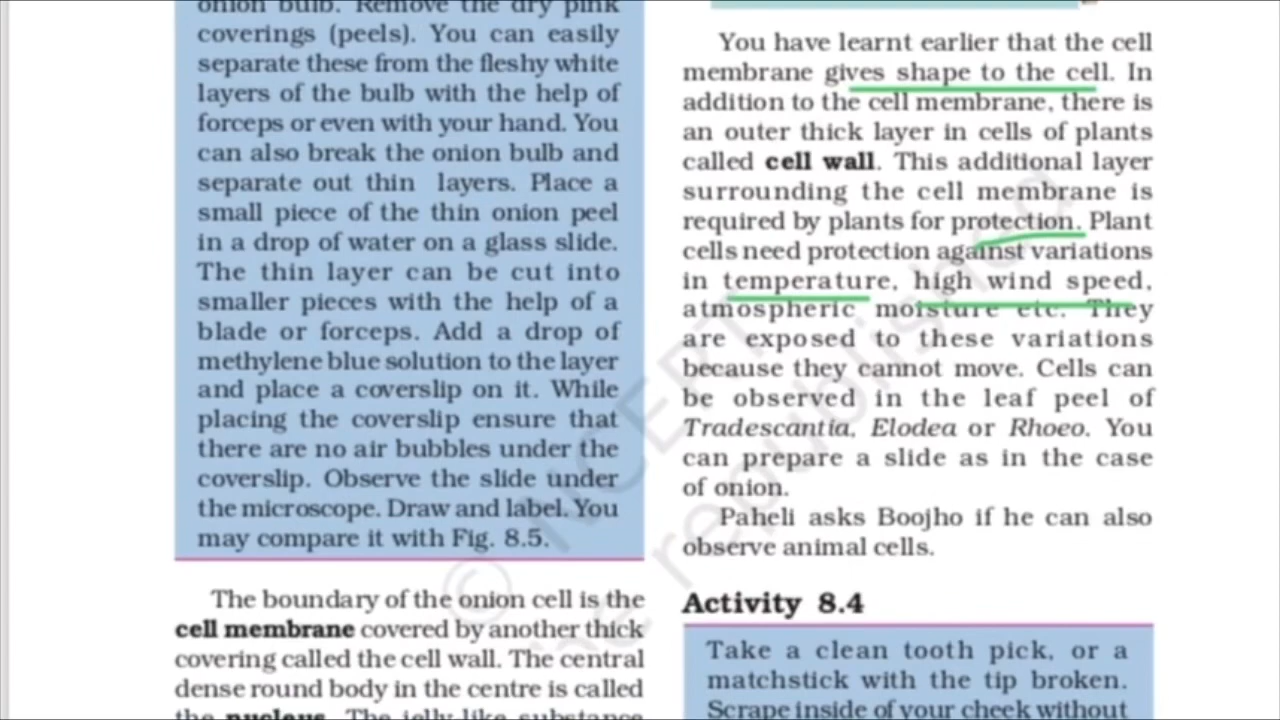 onion bulb. Remove the dry pink
coverings (peels). You can easily
separate these from the fleshy white
layers of the bulb with the help of
forceps or even with your hand. You
can also break the onion bulb and
separate out thin layers. Place a
small piece of the thin onion peel
in a drop of water on a glass slide.
The thin layer can be cut into
smaller pieces with the help of a
blade or forceps. Add a drop of
methylene blue solution to the layer
and place a coverslip on it. While
placing the coverslip ensure that
there are no air bubbles under the
coverslip. Observe the slide under
the microscope. Draw and label. You
may compare it with Fig. 8.5.
The boundary of the onion cell is the
cell membrane covered by another thick
covering called the cell wall. The central
dense round body in the centre is called
the nucleus. The jelly-like substance
You have learnt earlier that the cell
membrane gives shape to the cell. In
addition to the cell membrane, there is
an outer thick layer in cells of plants
called cell wall. This additional layer
surrounding the cell membrane is
required by plants for protection. Plant
cells need protection against variations
in temperature, high wind speed,
atmospheric moisture etc. They
are exposed to these variations
because they cannot move. Cells can
be observed in the leaf peel of
Tradescantia, Elodea or Rhoeo. You
can prepare a slide as in the case
of onion.
Paheli asks Boojho if he can also
observe animal cells.
Activity 8.4
Take a clean tooth pick, or a
matchstick with the tip broken.
Scrape inside of your cheek without
© NCERT
be republished